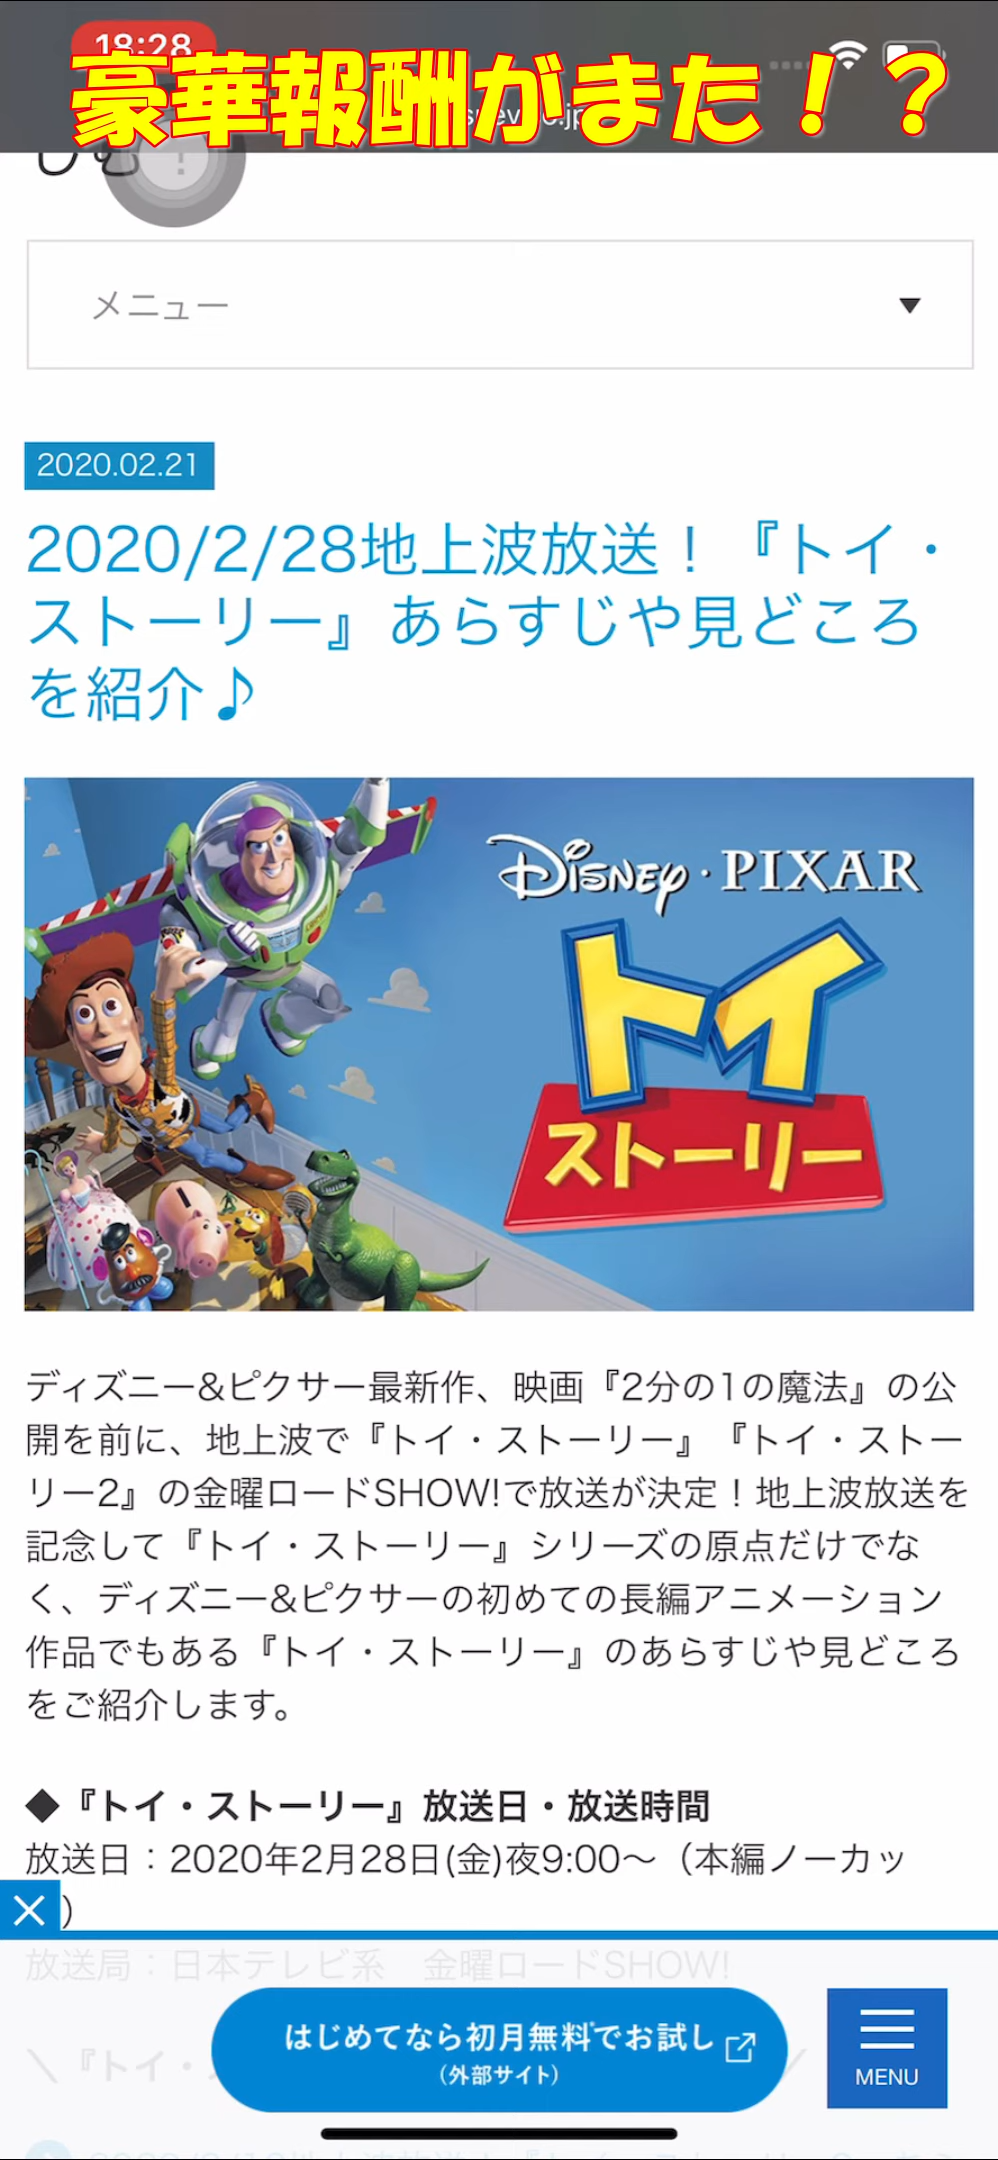 18:28
豪華報酬がまた！？
メニュー
2020.02.21
2020/2/28地上波放送！『トイ・
ストーリー』あらすじや見どころ
を紹介♪
Disney・PIXAR
トイ
ストーリー
ディズニー&ピクサー最新作、映画『2分の1の魔法』の公
開を前に、地上波で『トイ・ストーリー』『トイ・ストー
リー2』の金曜ロードSHOW!で放送が決定！地上波放送を
記念して『トイ・ストーリー』シリーズの原点だけでな
く、ディズニー&ピクサーの初めての長編アニメーション
作品でもある『トイ・ストーリー』のあらすじや見どころ
をご紹介します。
◆『トイ・ストーリー』放送日・放送時間
放送日：2020年2月28日(金)夜9:00〜（本編ノーカッ
）
放送局：日本テレビ系　金曜ロードSHOW!
＼『トイ・
はじめてなら初月無料でお試し
（外部サイト）
MENU